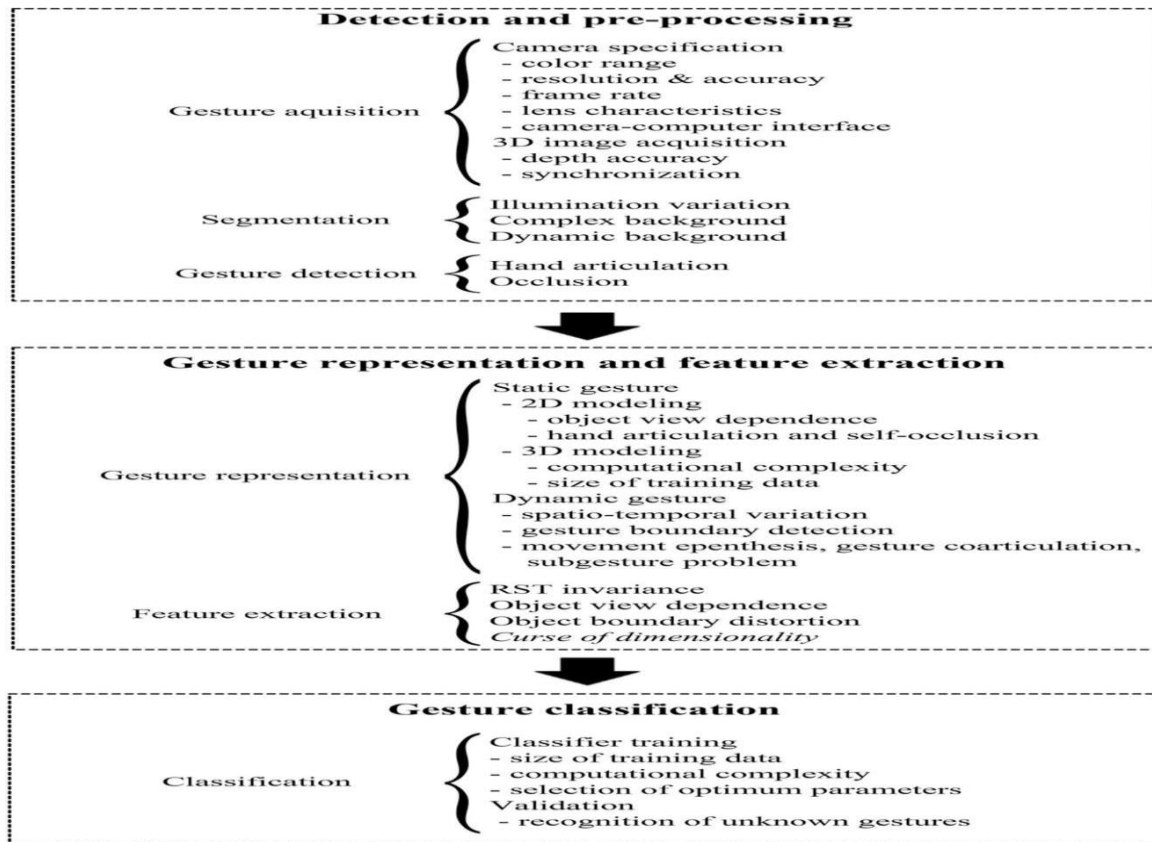 Detection and pre-processing
Gesture aquisition
Camera specification
- color range
- resolution & accuracy
- frame rate
- lens characteristics
- camera-computer interface
3D image acquisition
- depth accuracy
- synchronization
Segmentation
Illumination variation
Complex background
Dynamic background
Gesture detection
Hand articulation
Occlusion
Gesture representation and feature extraction
Gesture representation
Static gesture
- 2D modeling
- object view dependence
- hand articulation and self-occlusion
- 3D modeling
- computational complexity
- size of training data
Dynamic gesture
- spatio-temporal variation
- gesture boundary detection
- movement epenthesis, gesture coarticulation,
subgesture problem
Feature extraction
RST invariance
Object view dependence
Object boundary distortion
Curse of dimensionality
Gesture classification
Classification
Classifier training
- size of training data
- computational complexity
- selection of optimum parameters
Validation
- recognition of unknown gestures